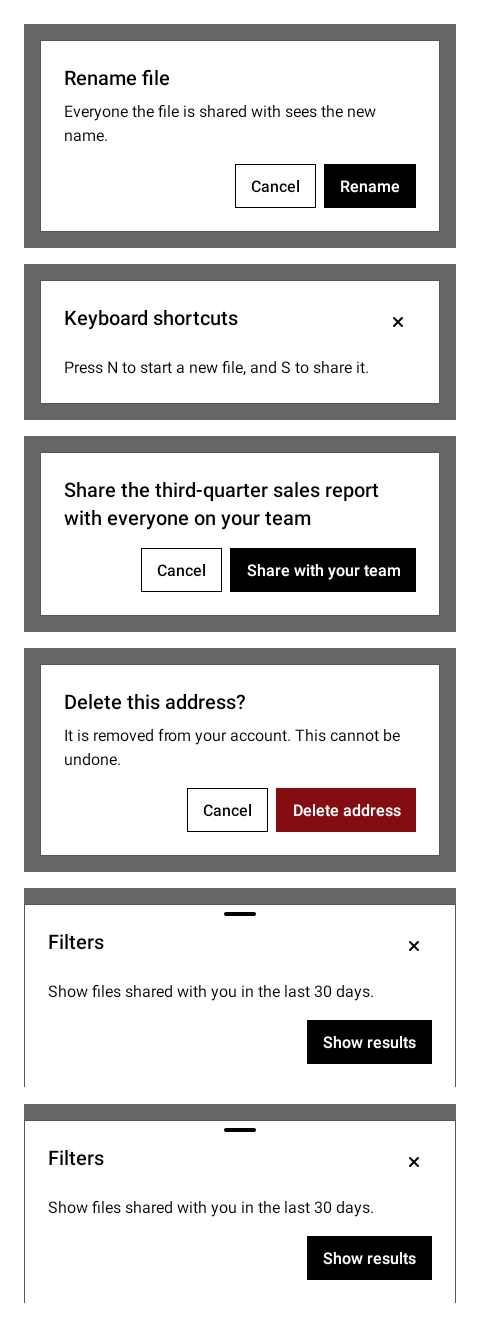 Rename file
Everyone the file is shared with sees the new
name.
Cancel
Rename
Keyboard shortcuts
Press N to start a new file, and S to share it.
Share the third-quarter sales report
with everyone on your team
Cancel
Share with your team
Delete this address?
It is removed from your account. This cannot be
undone.
Cancel
Delete address
Filters
Show files shared with you in the last 30 days.
Show results
Filters
Show files shared with you in the last 30 days.
Show results